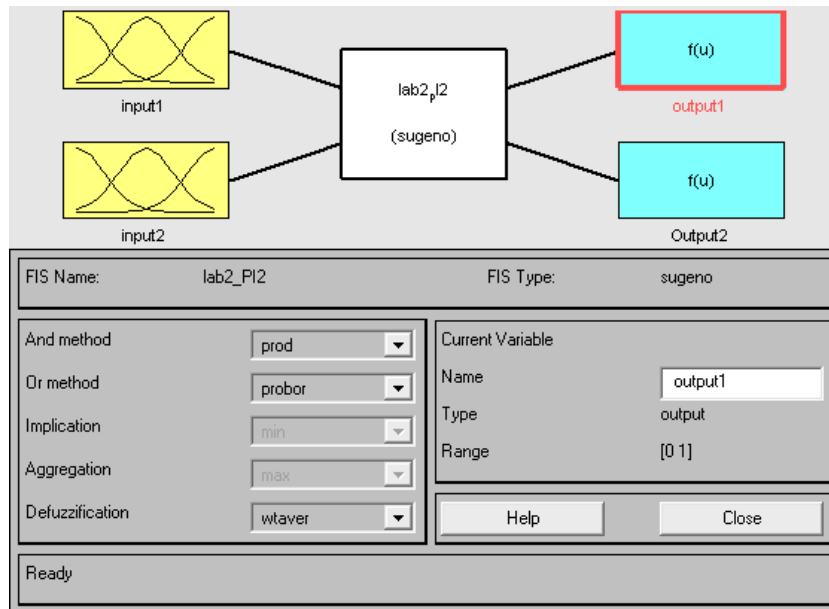 f(u)
lab2pI2
input1
(sugeno)
output1
f(u)
input2
Output2
FIS Name: lab2_PI2 FIS Type: sugeno
And method prod
Or method probor
Implication min
Aggregation max
Defuzzification wtaver
Current Variable
Name output1
Type output
Range [0 1]
Help Close
Ready